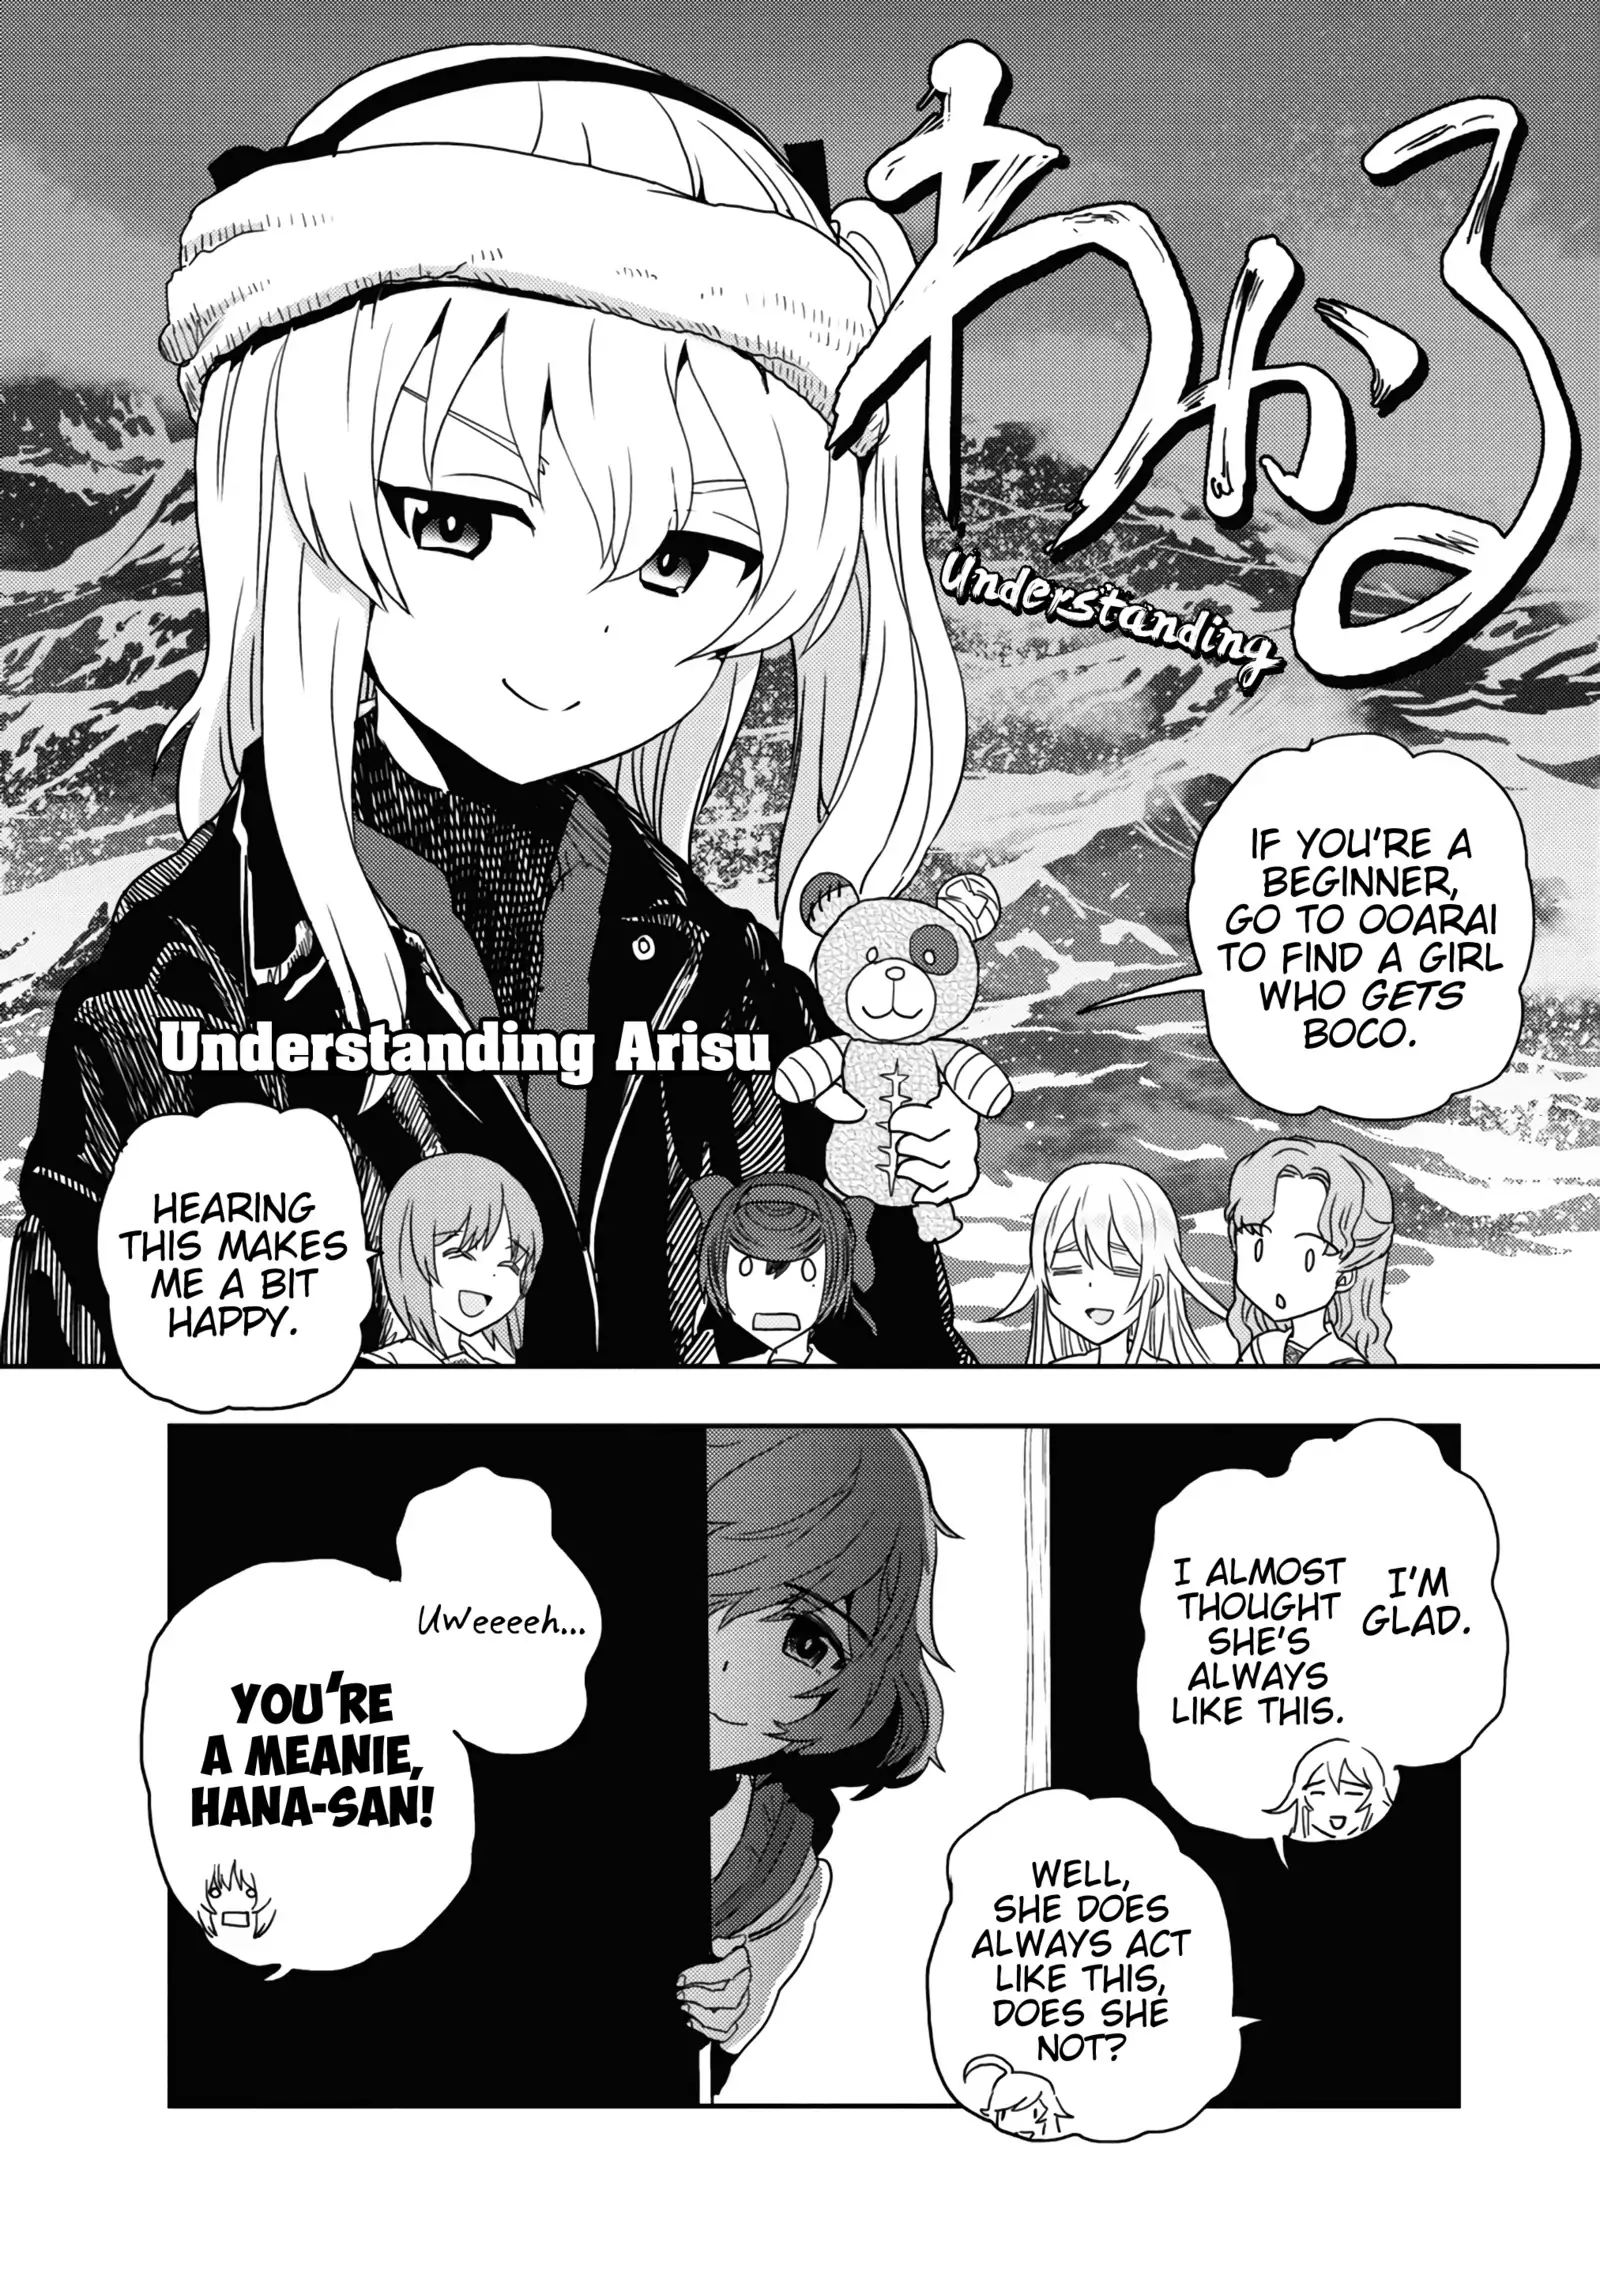 わかる
Understanding
IF YOU'RE A
BEGINNER,
GO TO OOARAI
TO FIND A GIRL
WHO GETS
BOCO.
Understanding Arisu
HEARING
THIS MAKES
ME A BIT
HAPPY.
I'M
GLAD.
I ALMOST
THOUGHT
SHE'S
ALWAYS
LIKE THIS.
WELL,
SHE DOES
ALWAYS ACT
LIKE THIS,
DOES SHE
NOT?
Uweeeeh...
YOU'RE
A MEANIE,
HANA-SAN!